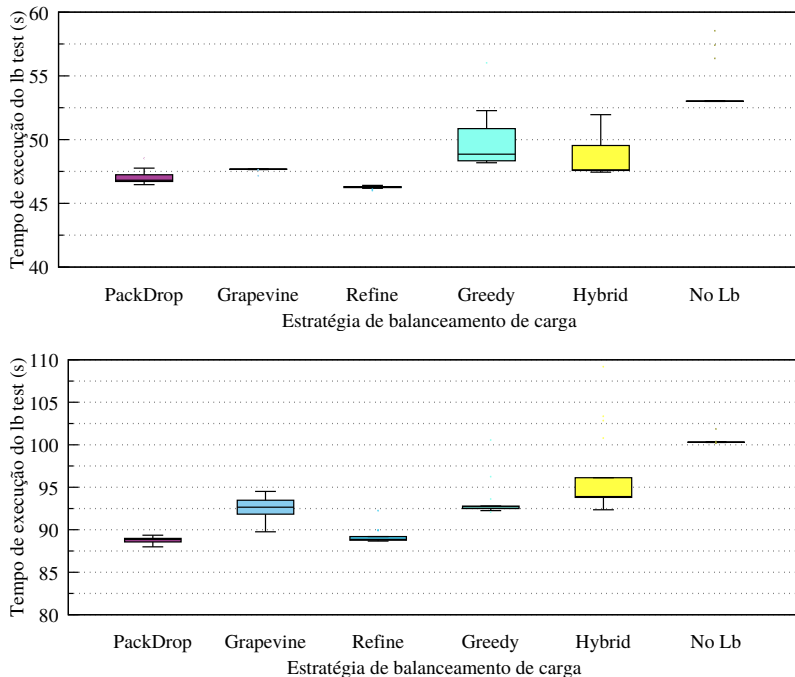 Tempo de execução do lb test (s)
60
55
50
45
40
PackDrop Grapevine Refine Greedy Hybrid No Lb
Estratégia de balanceamento de carga
Tempo de execução do lb test (s)
110
105
100
95
90
85
80
PackDrop Grapevine Refine Greedy Hybrid No Lb
Estratégia de balanceamento de carga